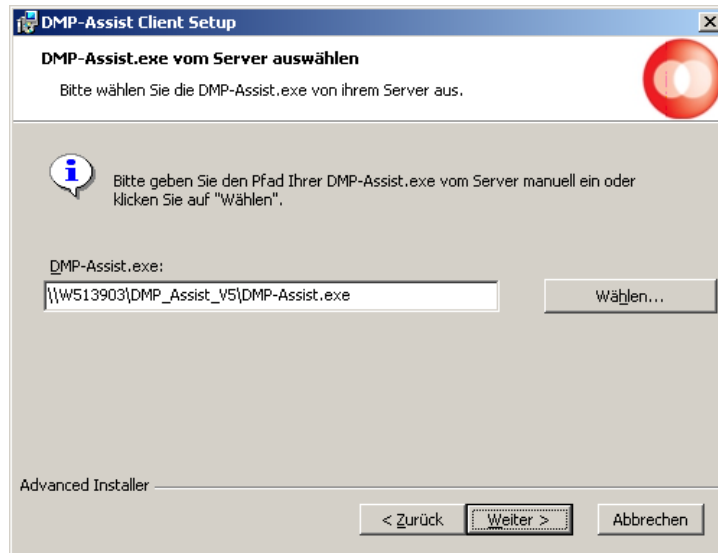 DMP-Assist Client Setup
DMP-Assist.exe vom Server auswählen
Bitte wählen Sie die DMP-Assist.exe von ihrem Server aus.
Bitte geben Sie den Pfad Ihrer DMP-Assist.exe vom Server manuell ein oder
klicken Sie auf "Wählen".
DMP-Assist.exe:
\\W513903\DMP_Assist_V5\DMP-Assist.exe
Wählen...
Advanced Installer
< Zurück
Weiter >
Abbrechen